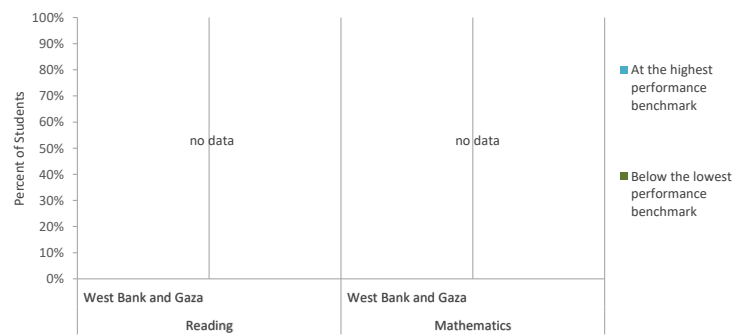 100%
90%
80%
70%
60%
50%
40%
30%
20%
10%
0%
Percent of Students
no data
no data
West Bank and Gaza
West Bank and Gaza
Reading
Mathematics
At the highest
performance
benchmark
Below the lowest
performance
benchmark